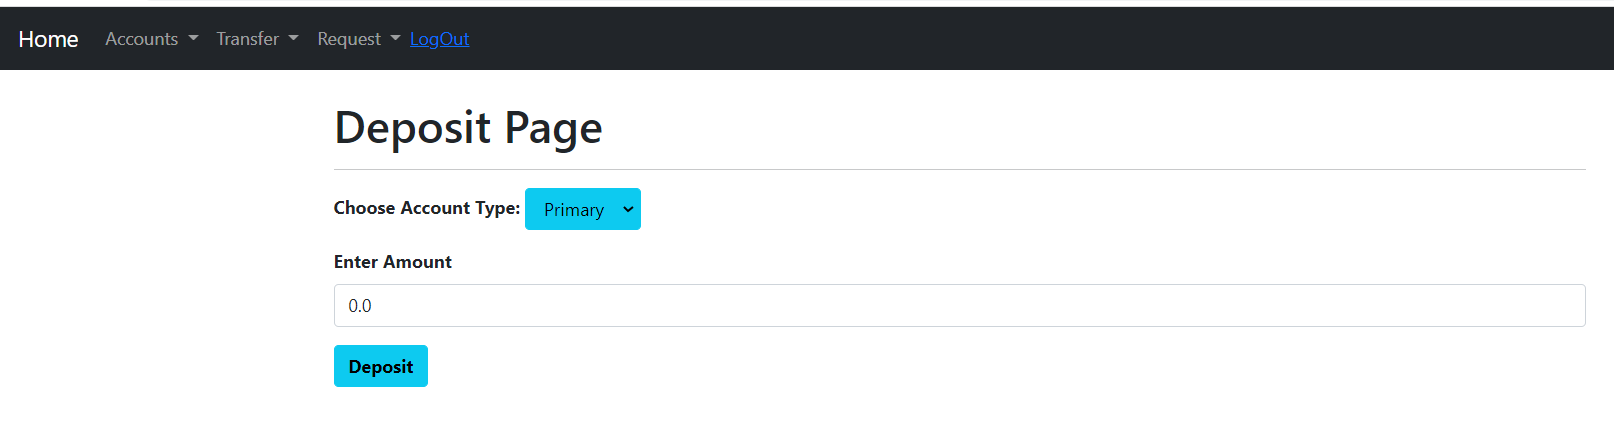 Home Accounts Transfer Request LogOut
Deposit Page
Choose Account Type: Primary
Enter Amount
0.0
Deposit